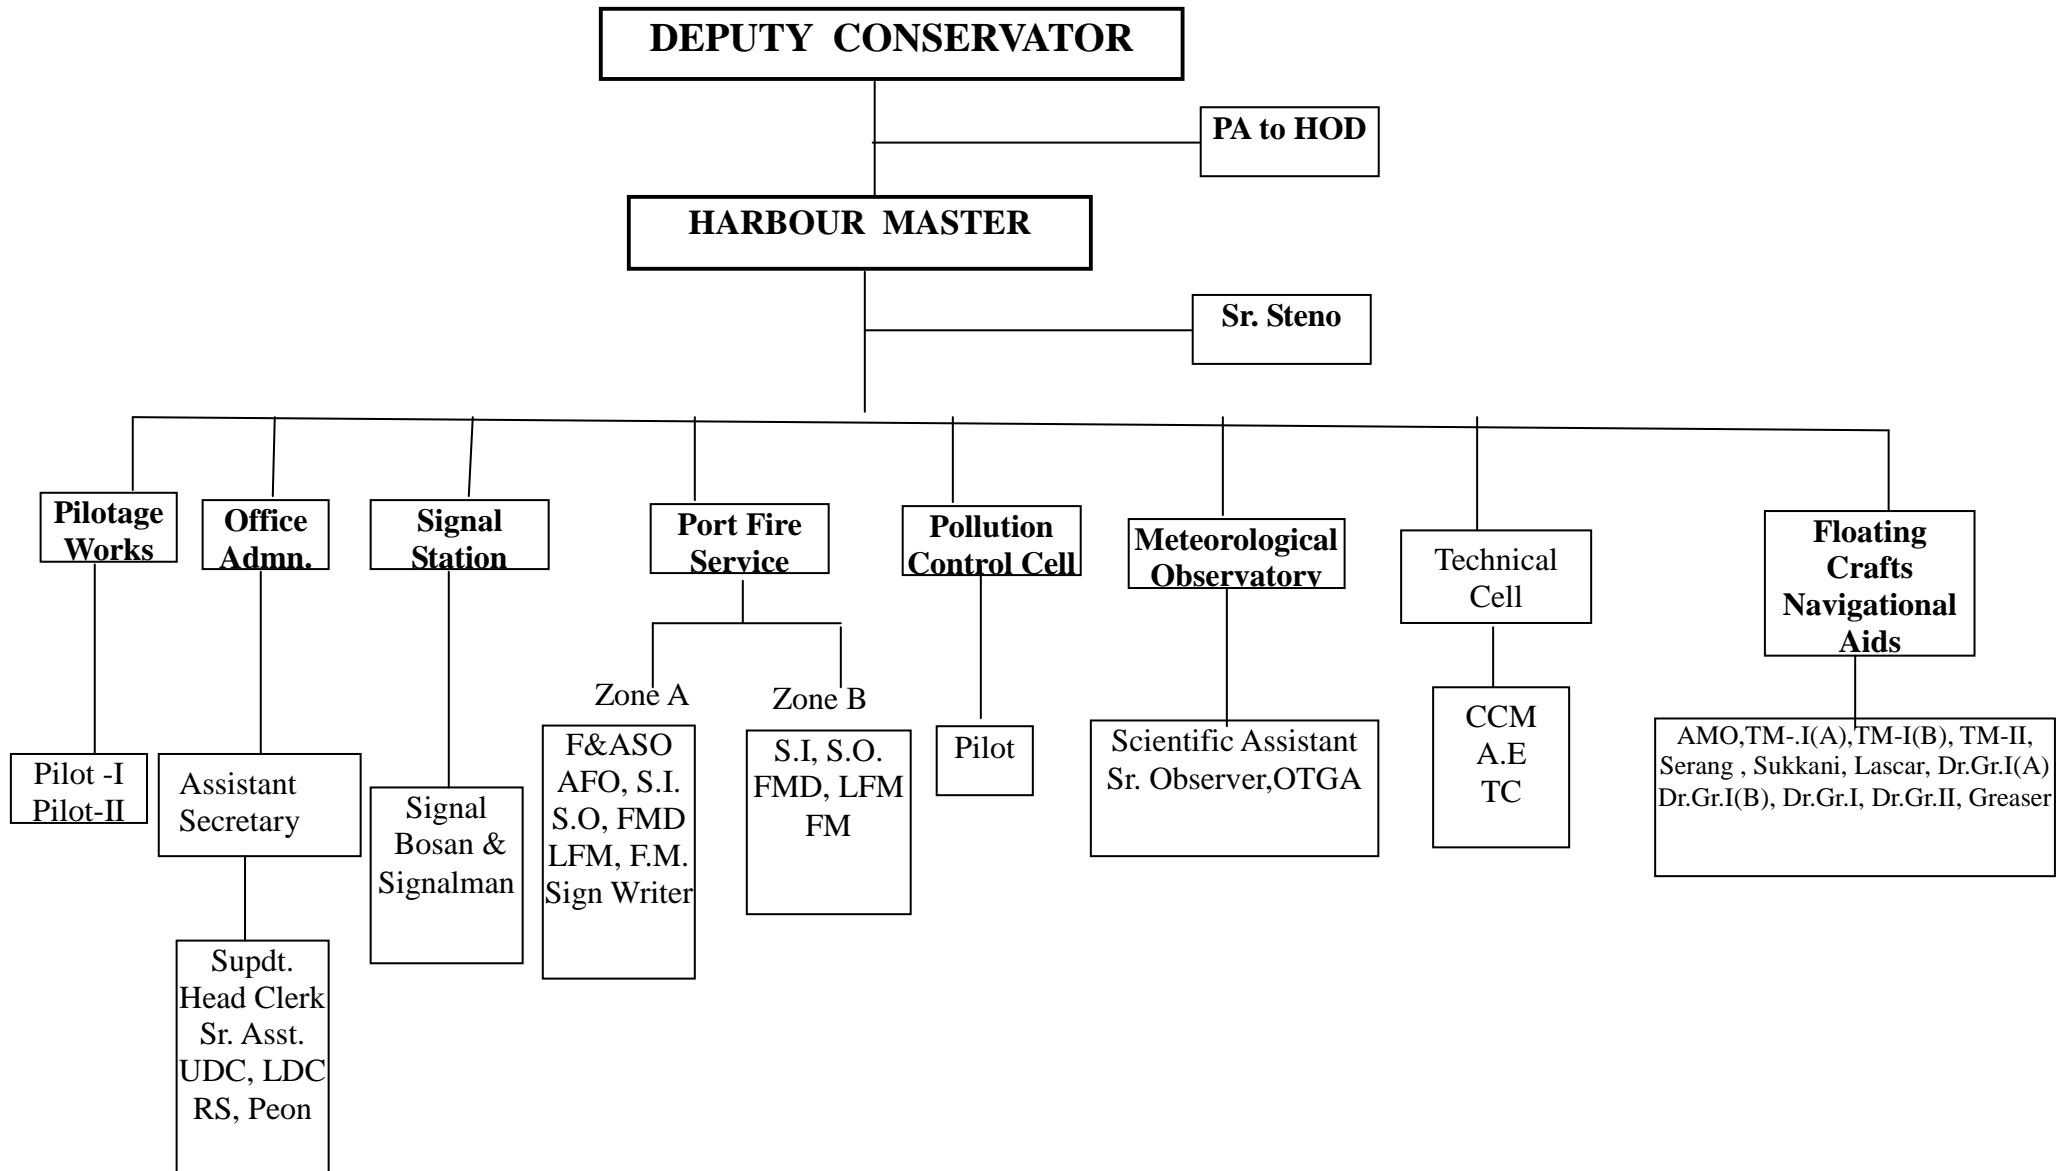 DEPUTY CONSERVATOR
PA to HOD
HARBOUR MASTER
Sr. Steno
Pilotage
Works
Office
Admn.
Signal
Station
Port Fire
Service
Pollution
Control Cell
Meteorological
Observatory
Technical
Cell
Floating
Crafts
Navigational
Aids
Pilot -I
Pilot-II
Assistant
Secretary
Supdt.
Head Clerk
Sr. Asst.
UDC, LDC
RS, Peon
Signal
Bosan &
Signalman
Zone A
F&ASO
AFO, S.I.
S.O, FMD
LFM, F.M.
Sign Writer
Zone B
S.I, S.O.
FMD, LFM
FM
Pilot
Scientific Assistant
Sr. Observer,OTGA
CCM
A.E
TC
AMO,TM-.I(A),TM-I(B), TM-II,
Serang , Sukkani, Lascar, Dr.Gr.I(A)
Dr.Gr.I(B), Dr.Gr.I, Dr.Gr.II, Greaser